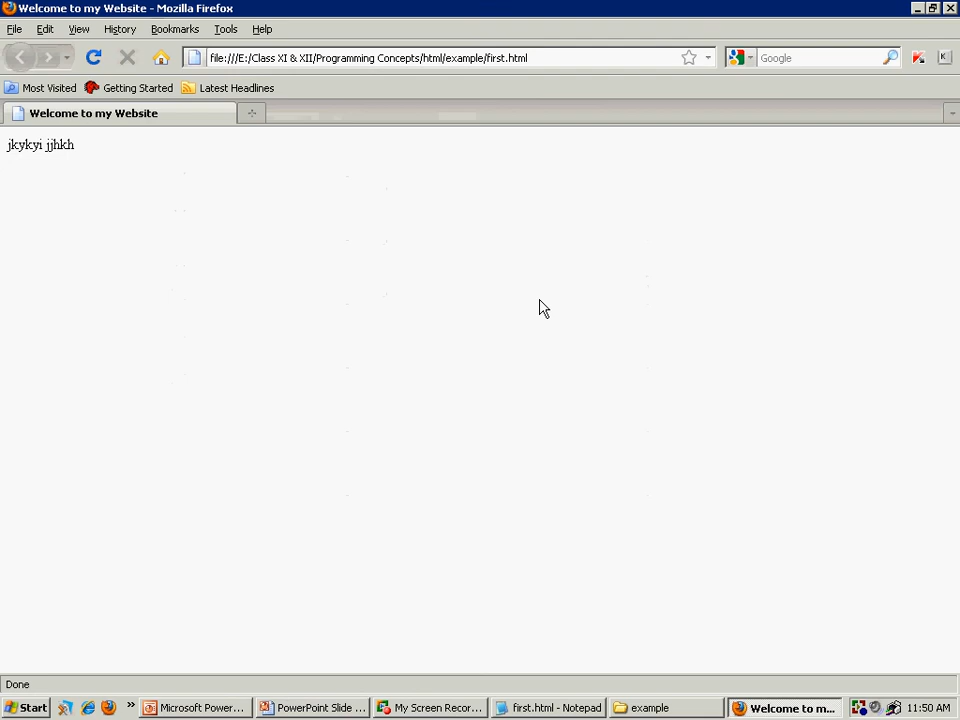 Welcome to my Website - Mozilla Firefox
File Edit View History Bookmarks Tools Help
file:///E:/Class XI & XII/Programming Concepts/html/example/first.html Google
Most Visited Getting Started Latest Headlines
Welcome to my Website
jkykyi jjhkh
Done
Start » Microsoft Power... PowerPoint Slide ... My Screen Recor... first.html - Notepad example Welcome to m... 11:50 AM